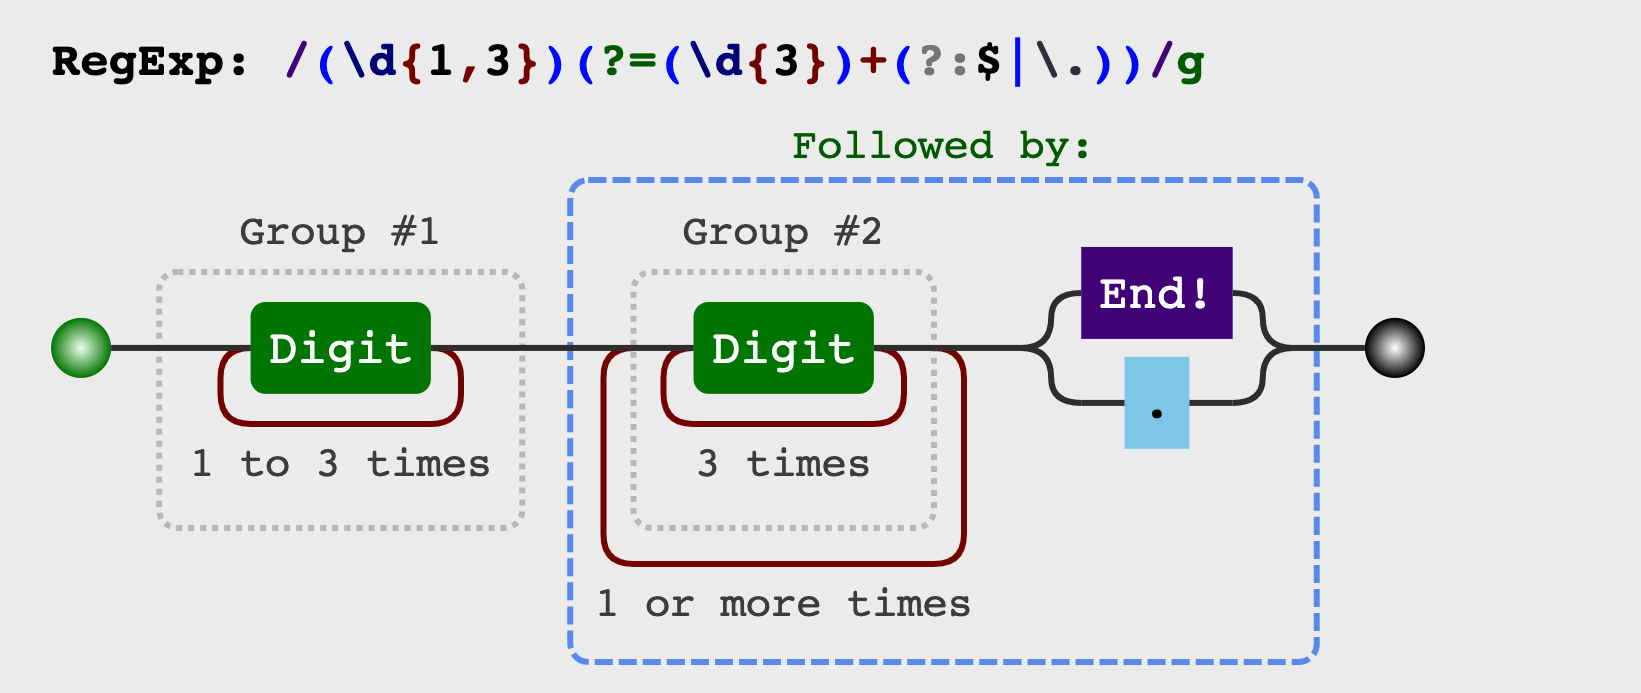 RegExp: /(\d{1,3})(?=(\d{3})+(?:$|\.))/g
Followed by:
Group #1 Group #2
End!
Digit Digit
.
1 to 3 times 3 times
1 or more times